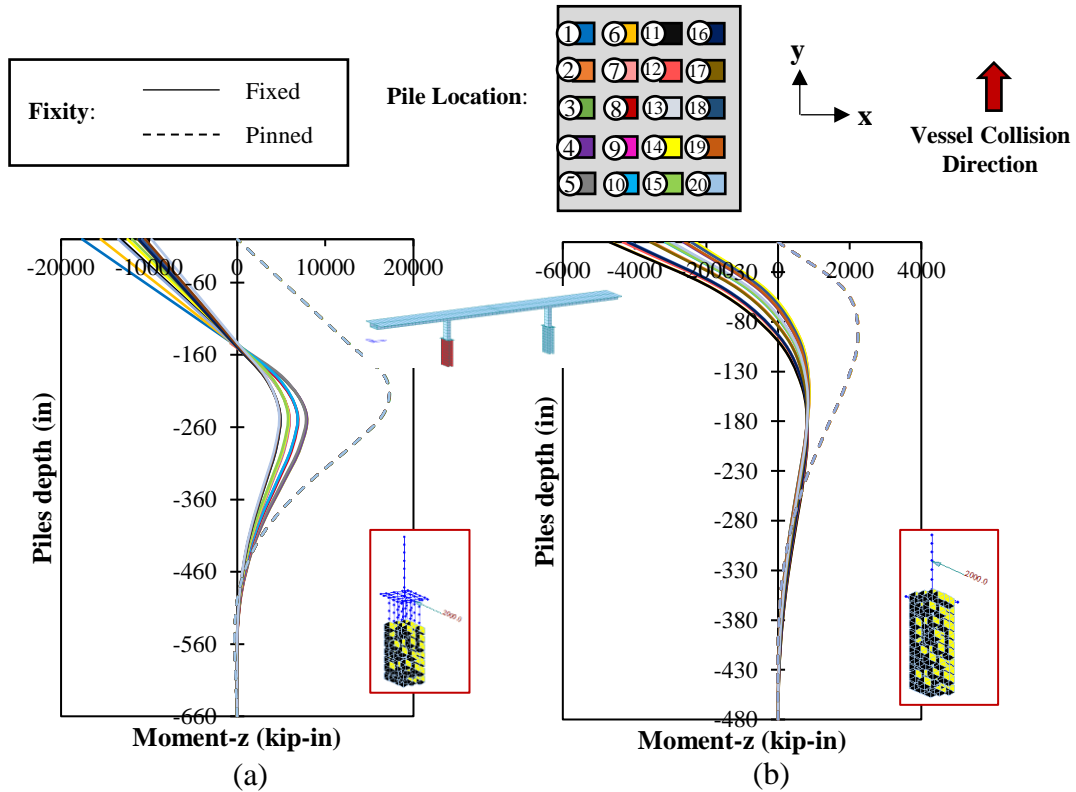 Fixity:
Fixed
Pinned
Pile Location:
1 6 11 16
2 7 12 17
3 8 13 18
4 9 14 19
5 10 15 20
y
x
Vessel Collision
Direction
-20000 -10000 0 10000 20000
-60
-160
-260
-360
-460
-560
-660
Piles depth (in)
Moment-z (kip-in)
2000.0
(a)
-6000 -4000 -2000 0 2000 4000
-30
-80
-130
-180
-230
-280
-330
-380
-430
-480
Piles depth (in)
Moment-z (kip-in)
2000.0
(b)